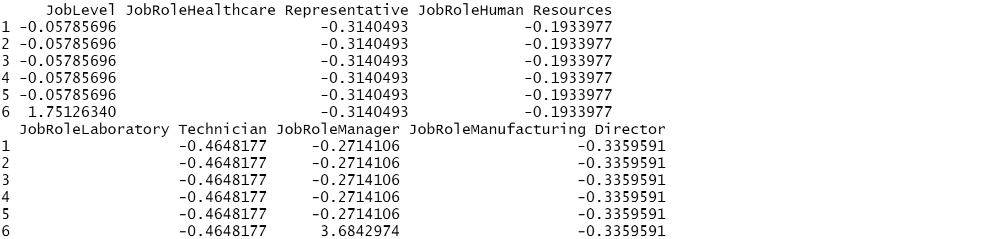 JobLevel JobRoleHealthcare Representative JobRoleHuman Resources
1 -0.05785696 -0.3140493 -0.1933977
2 -0.05785696 -0.3140493 -0.1933977
3 -0.05785696 -0.3140493 -0.1933977
4 -0.05785696 -0.3140493 -0.1933977
5 -0.05785696 -0.3140493 -0.1933977
6 1.75126340 -0.3140493 -0.1933977
JobRoleLaboratory Technician JobRoleManager JobRoleManufacturing Director
1 -0.4648177 -0.2714106 -0.3359591
2 -0.4648177 -0.2714106 -0.3359591
3 -0.4648177 -0.2714106 -0.3359591
4 -0.4648177 -0.2714106 -0.3359591
5 -0.4648177 -0.2714106 -0.3359591
6 -0.4648177 3.6842974 -0.3359591